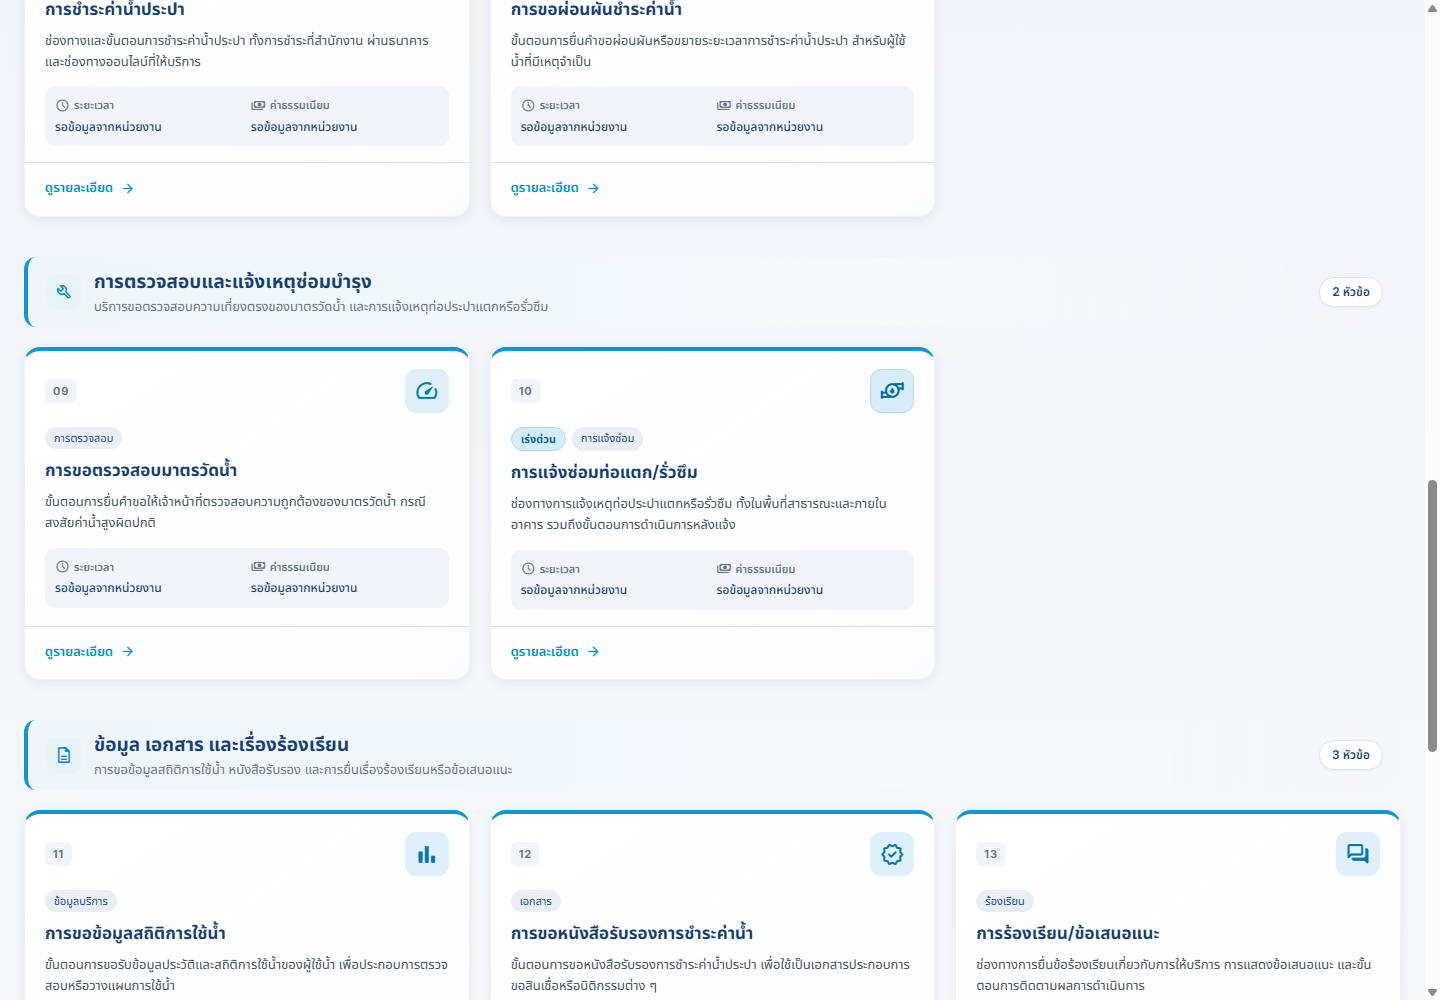 การชำระค่าน้ำประปา
ช่องทางและขั้นตอนการชำระค่าน้ำประปา ทั้งการชำระที่สำนักงาน ผ่านธนาคาร
และช่องทางออนไลน์ที่ให้บริการ
ระยะเวลา
ค่าธรรมเนียม
รอข้อมูลจากหน่วยงาน
รอข้อมูลจากหน่วยงาน
ดูรายละเอียด
การขอผ่อนผันชำระค่าน้ำ
ขั้นตอนการยื่นคำขอผ่อนผันหรือขยายระยะเวลาการชำระค่าน้ำประปา สำหรับผู้ใช้
น้ำที่มีเหตุจำเป็น
ระยะเวลา
ค่าธรรมเนียม
รอข้อมูลจากหน่วยงาน
รอข้อมูลจากหน่วยงาน
ดูรายละเอียด
การตรวจสอบและแจ้งเหตุซ่อมบำรุง
บริการขอตรวจสอบความเที่ยงตรงของมาตรวัดน้ำ และการแจ้งเหตุท่อประปาแตกหรือรั่วซึม
2 หัวข้อ
09
การตรวจสอบ
การขอตรวจสอบมาตรวัดน้ำ
ขั้นตอนการยื่นคำขอให้เจ้าหน้าที่ตรวจสอบความถูกต้องของมาตรวัดน้ำ กรณี
สงสัยค่าน้ำสูงผิดปกติ
ระยะเวลา
ค่าธรรมเนียม
รอข้อมูลจากหน่วยงาน
รอข้อมูลจากหน่วยงาน
ดูรายละเอียด
10
เร่งด่วน
การแจ้งซ่อม
การแจ้งซ่อมท่อแตก/รั่วซึม
ช่องทางการแจ้งเหตุท่อประปาแตกหรือรั่วซึม ทั้งในพื้นที่สาธารณะและภายใน
อาคาร รวมถึงขั้นตอนการดำเนินการหลังแจ้ง
ระยะเวลา
ค่าธรรมเนียม
รอข้อมูลจากหน่วยงาน
รอข้อมูลจากหน่วยงาน
ดูรายละเอียด
ข้อมูล เอกสาร และเรื่องร้องเรียน
การขอข้อมูลสถิติการใช้น้ำ หนังสือรับรอง และการยื่นเรื่องร้องเรียนหรือข้อเสนอแนะ
3 หัวข้อ
11
ข้อมูลบริการ
การขอข้อมูลสถิติการใช้น้ำ
ขั้นตอนการขอรับข้อมูลประวัติและสถิติการใช้น้ำของผู้ใช้น้ำ เพื่อประกอบการตรวจ
สอบหรือวางแผนการใช้น้ำ
12
เอกสาร
การขอหนังสือรับรองการชำระค่าน้ำ
ขั้นตอนการขอหนังสือรับรองการชำระค่าน้ำประปา เพื่อใช้เป็นเอกสารประกอบการ
ขอสินเชื่อหรือนิติกรรมต่าง ๆ
13
ร้องเรียน
การร้องเรียน/ข้อเสนอแนะ
ช่องทางการยื่นข้อร้องเรียนเกี่ยวกับการให้บริการ การแสดงข้อเสนอแนะ และขั้น
ตอนการติดตามผลการดำเนินการ